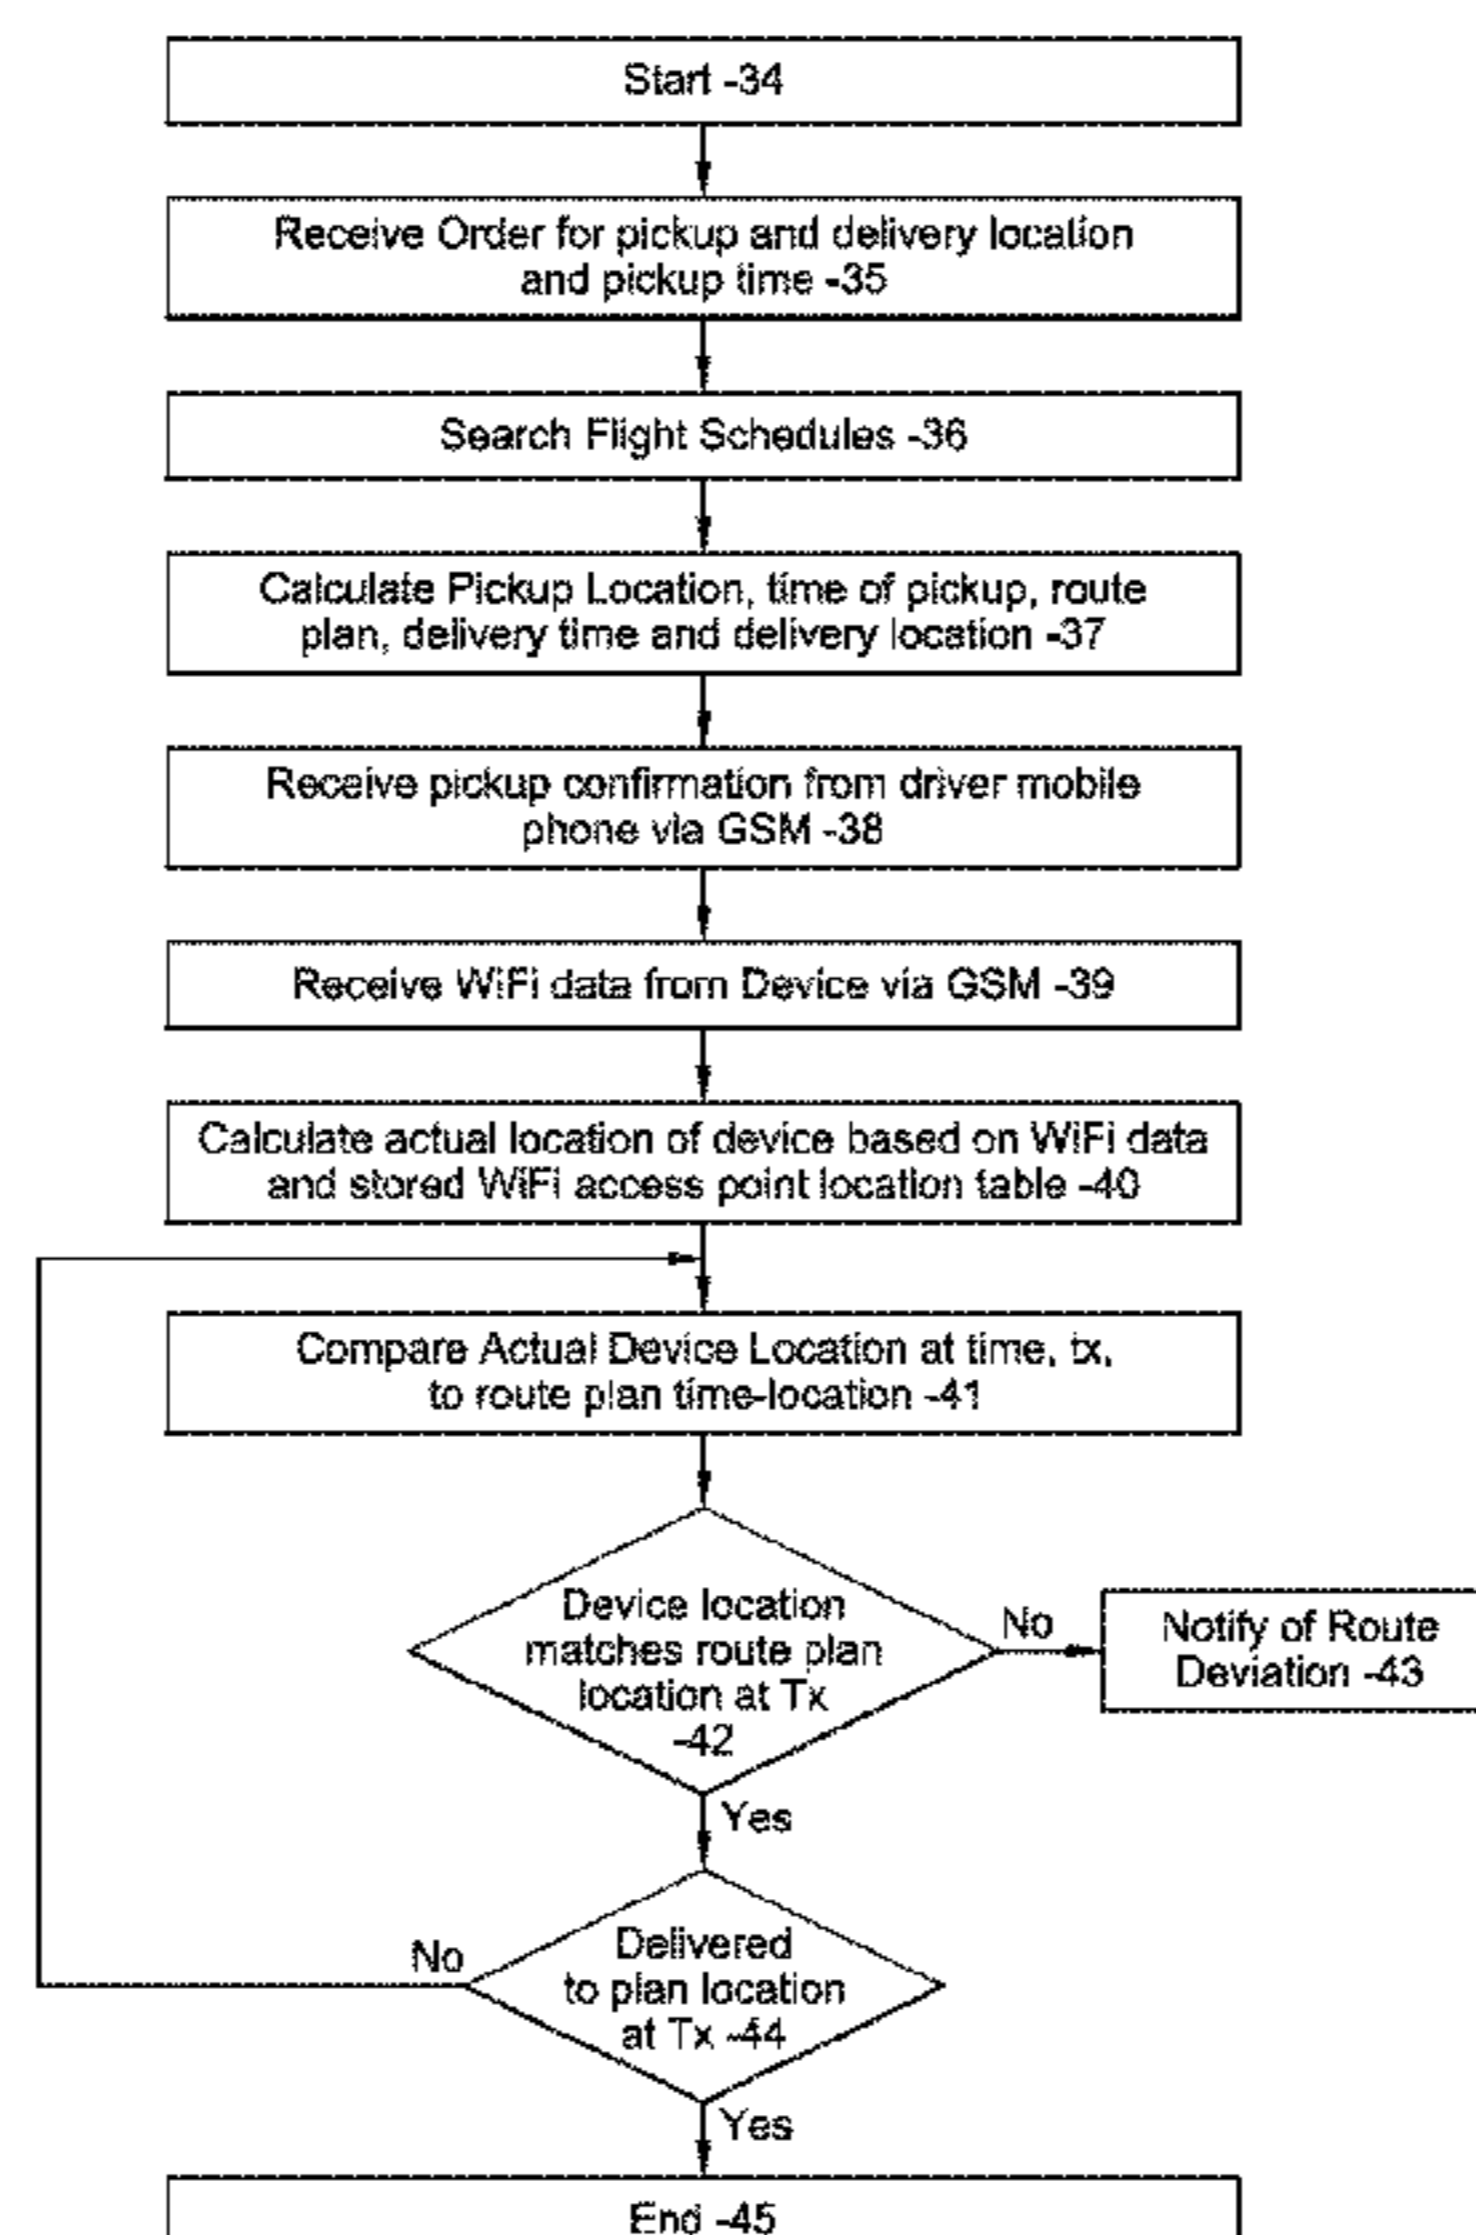 Start -34
Receive Order for pickup and delivery location
and pickup time -35
Search Flight Schedules -36
Calculate Pickup Location, time of pickup, route
plan, delivery time and delivery location -37
Receive pickup confirmation from driver mobile
phone via GSM -38
Receive WiFi data from Device via GSM -39
Calculate actual location of device based on WiFi data
and stored WiFi access point location table -40
Compare Actual Device Location at time, tx,
to route plan time-location -41
Device location
matches route plan
location at Tx
-42
No
Notify of Route
Deviation -43
Yes
Delivered
to plan location
at Tx -44
No
Yes
End -45